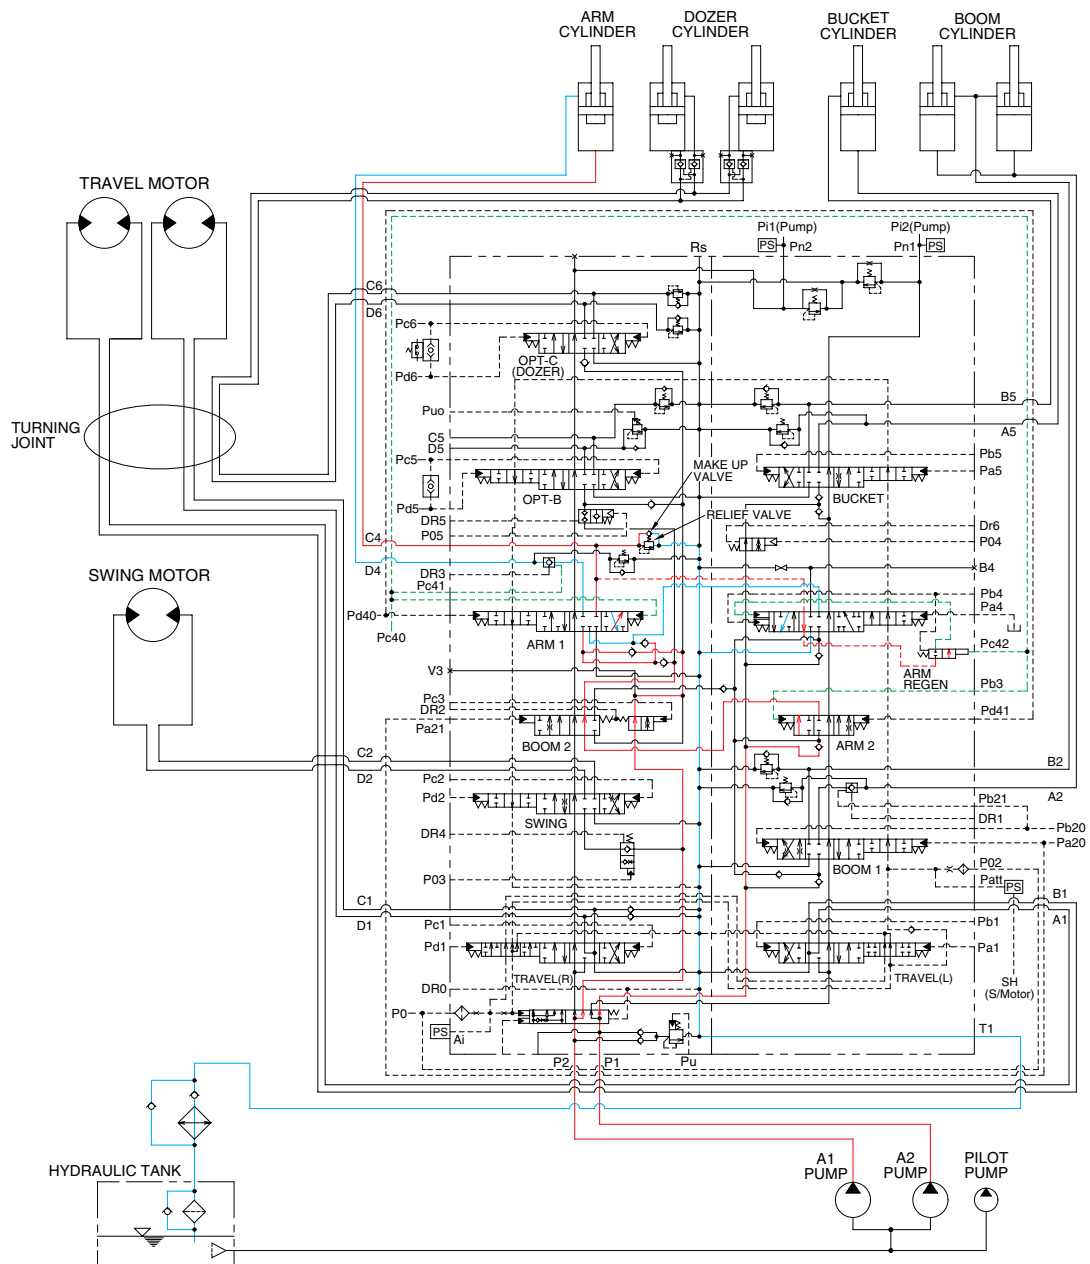 ARM
CYLINDER
DOZER
CYLINDER
BUCKET
CYLINDER
BOOM
CYLINDER
TRAVEL MOTOR
Pi1(Pump)
Pi2(Pump)
Rs
PS
Pn2
Pn1
PS
C6
D6
Pc6
OPT-C
(DOZER)
Pd6
Puo
B5
TURNING
JOINT
C5
D5
A5
Pc5
Pb5
MAKE UP
VALVE
Pa5
OPT-B
BUCKET
Pd5
DR5
RELIEF VALVE
Dr6
P05
P04
C4
D4
B4
SWING MOTOR
DR3
Pc41
Pb4
Pa4
Pd40
Pc40
ARM 1
Pc42
V3
ARM
REGEN
Pb3
Pc3
DR2
Pd41
Pa21
BOOM 2
ARM 2
C2
B2
D2
Pc2
Pd2
Pb21
A2
SWING
DR1
DR4
Pb20
Pa20
BOOM 1
P03
P02
Patt
PS
C1
B1
D1
Pc1
Pb1
A1
Pd1
Pa1
TRAVEL(R)
TRAVEL(L)
DR0
SH
(S/Motor)
P0
PS
Ai
T1
P2
P1
Pu
A1
PUMP
A2
PUMP
PILOT
PUMP
HYDRAULIC TANK